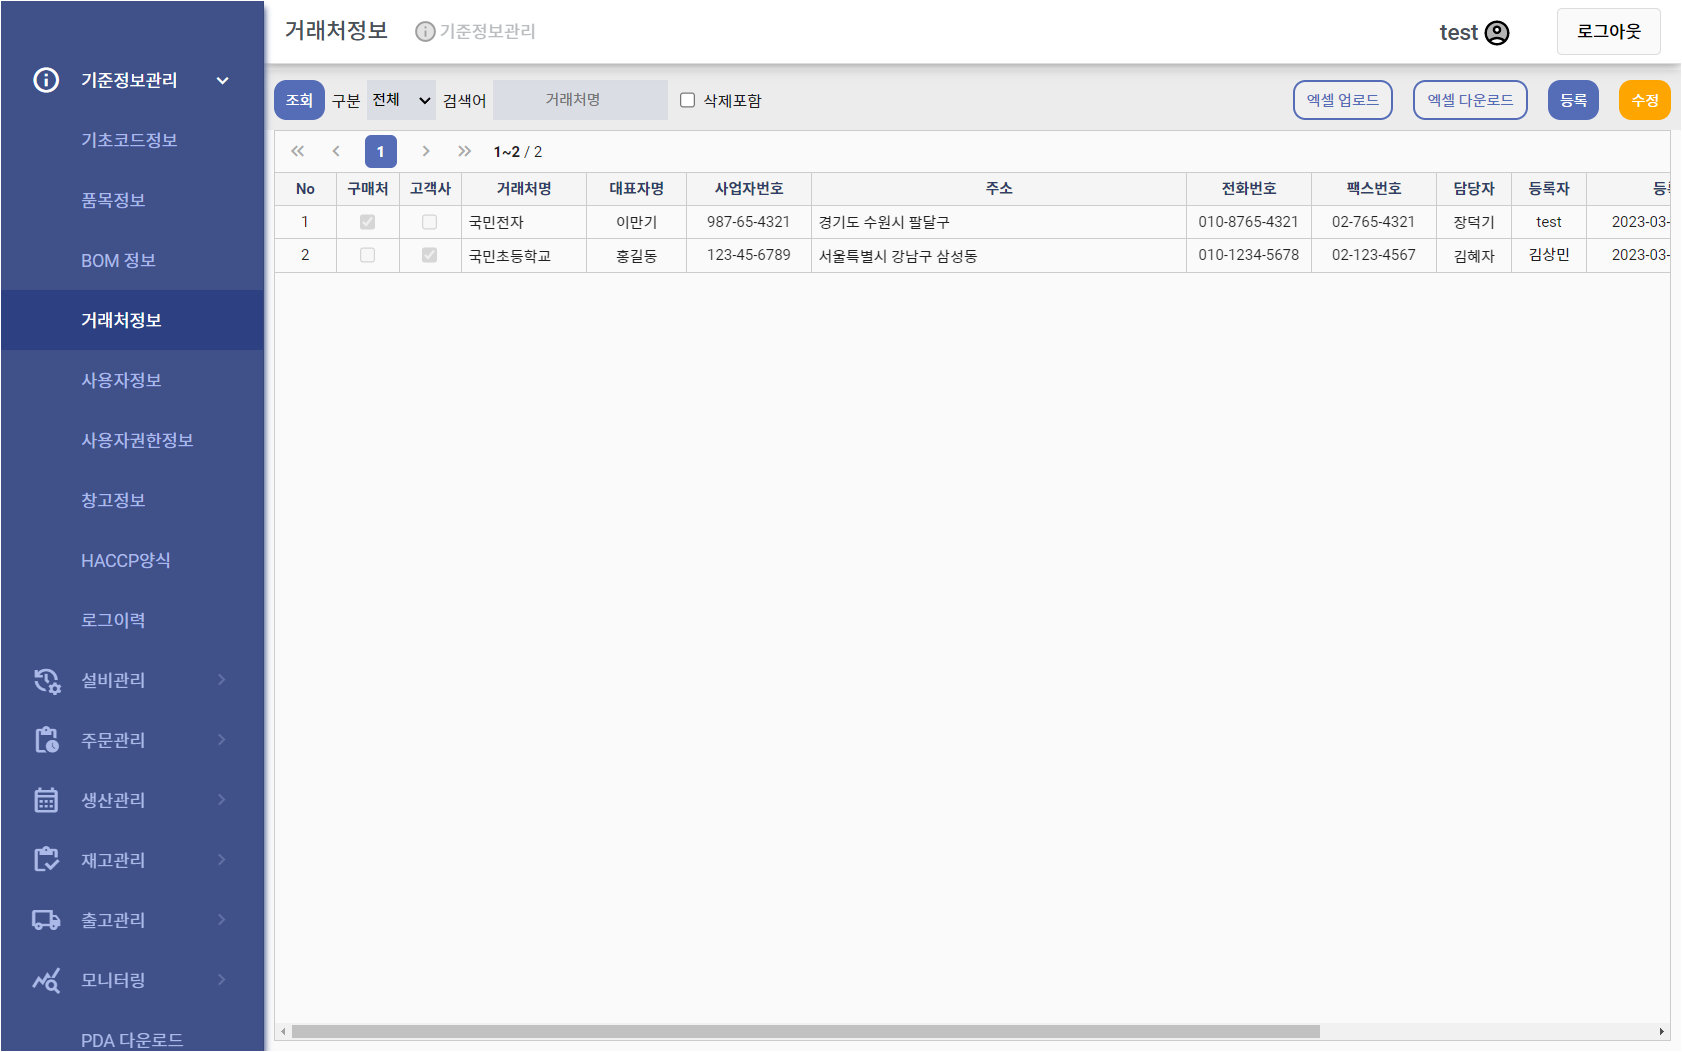 거래처정보 기준정보관리 test 로그아웃
기준정보관리
기초코드정보
품목정보
BOM 정보
거래처정보
사용자정보
사용자권한정보
창고정보
HACCP양식
로그이력
설비관리
주문관리
생산관리
재고관리
출고관리
모니터링
PDA 다운로드
조회 구분 전체 검색어 거래처명 삭제포함 엑셀 업로드 엑셀 다운로드 등록 수정
1 1~2 / 2
No 구매처 고객사 거래처명 대표자명 사업자번호 주소 전화번호 팩스번호 담당자 등록자
1 국민전자 이만기 987-65-4321 경기도 수원시 팔달구 010-8765-4321 02-765-4321 장덕기 test 2023-03-
2 국민초등학교 홍길동 123-45-6789 서울특별시 강남구 삼성동 010-1234-5678 02-123-4567 김혜자 김상민 2023-03-